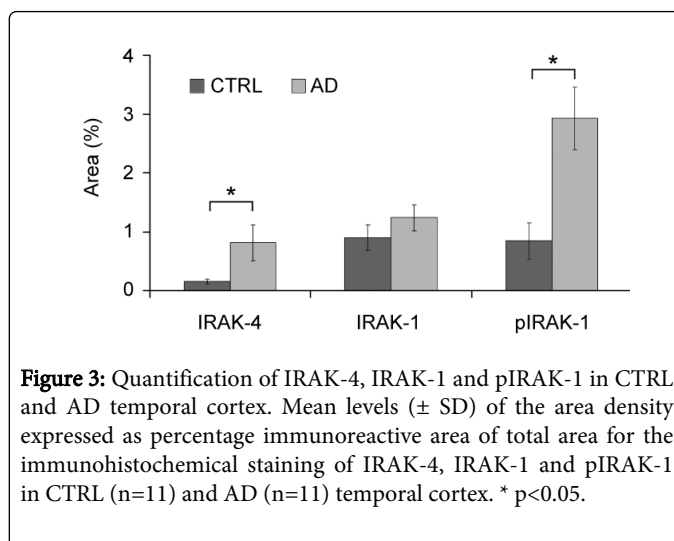 4
CTRL AD
3
*
Area (%)
2
*
1
0
IRAK-4 IRAK-1 pIRAK-1
Figure 3: Quantification of IRAK-4, IRAK-1 and pIRAK-1 in CTRL
and AD temporal cortex. Mean levels (± SD) of the area density
expressed as percentage immunoreactive area of total area for the
immunohistochemical staining of IRAK-4, IRAK-1 and pIRAK-1
in CTRL (n=11) and AD (n=11) temporal cortex. * p<0.05.